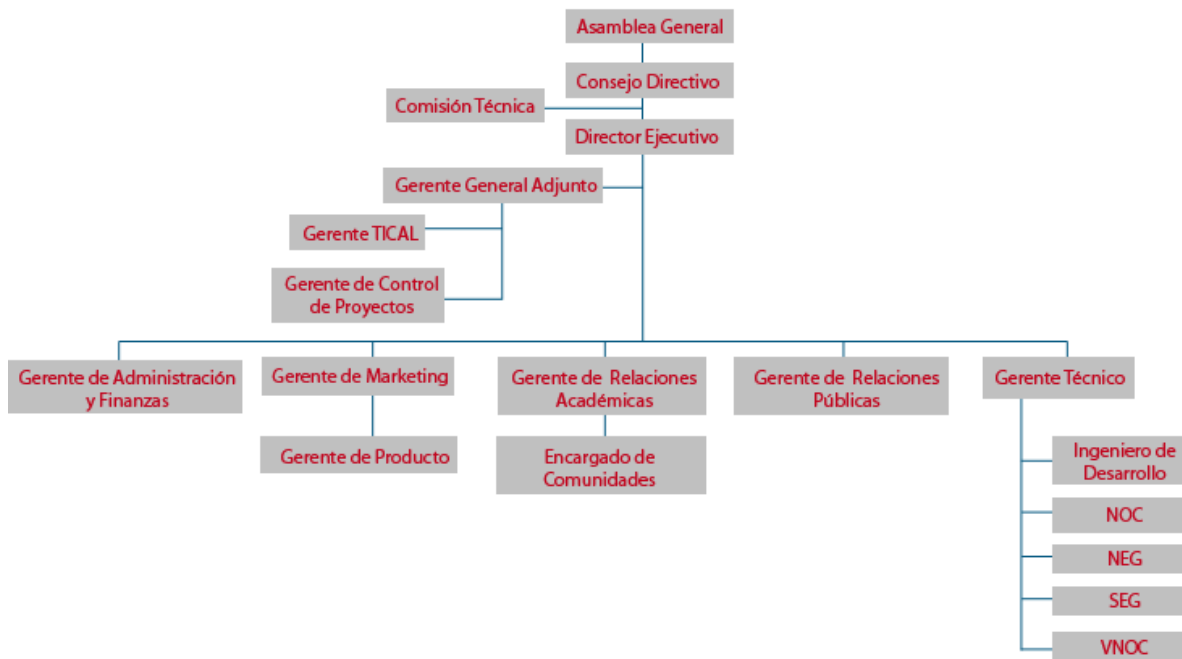 Asamblea General
Consejo Directivo
Comisión Técnica
Director Ejecutivo
Gerente General Adjunto
Gerente TICAL
Gerente de Control
de Proyectos
Gerente de Administración
y Finanzas
Gerente de Marketing
Gerente de Relaciones
Académicas
Gerente de Relaciones
Públicas
Gerente Técnico
Gerente de Producto
Encargado de
Comunidades
Ingeniero de
Desarrollo
NOC
NEG
SEG
VNOC